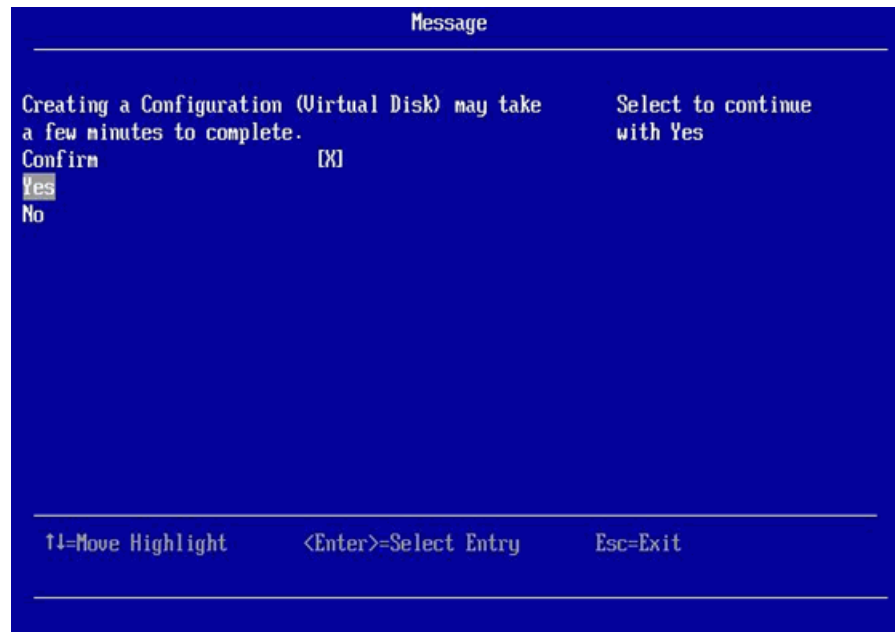 Message
Creating a Configuration (Virtual Disk) may take
a few minutes to complete.
Confirm [X]
Yes
No
Select to continue
with Yes
↑↓=Move Highlight <Enter>=Select Entry Esc=Exit